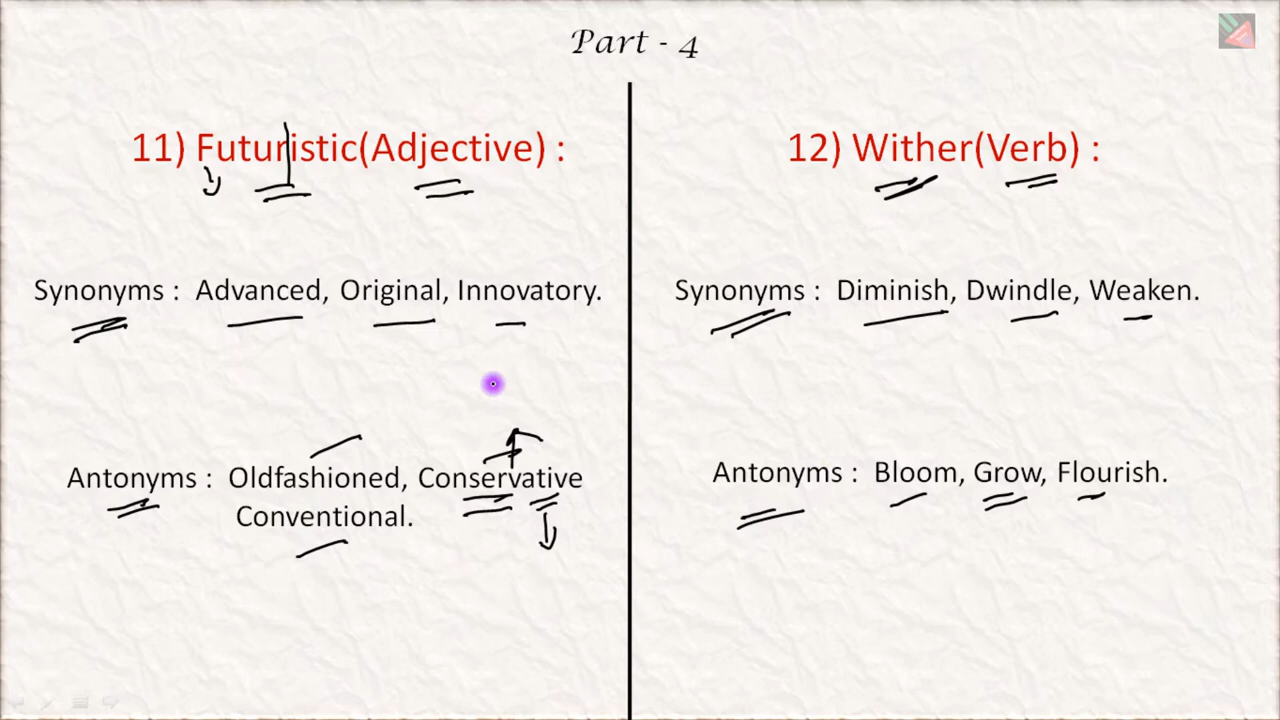 Part - 4
11) Futuristic(Adjective) :
Synonyms : Advanced, Original, Innovatory.
Antonyms : Oldfashioned, Conservative
Conventional.
12) Wither(Verb) :
Synonyms : Diminish, Dwindle, Weaken.
Antonyms : Bloom, Grow, Flourish.